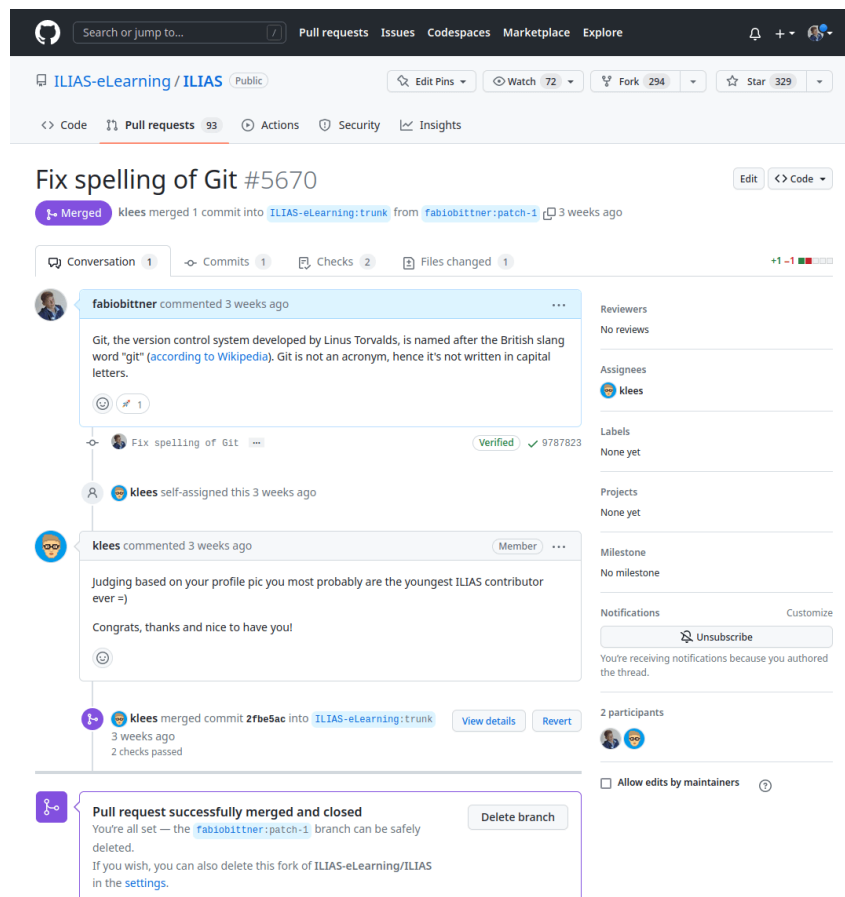 Search or jump to... /
Pull requests Issues Codespaces Marketplace Explore
ILIAS-eLearning / ILIAS Public
Edit Pins Watch 72 Fork 294 Star 329
Code Pull requests 93 Actions Security Insights
Fix spelling of Git #5670
Edit Code
Merged klees merged 1 commit into ILIAS-eLearning:trunk from fabiobittner:patch-1 3 weeks ago
Conversation 1 Commits 1 Checks 2 Files changed 1
+1 −1
fabiobittner commented 3 weeks ago
Git, the version control system developed by Linus Torvalds, is named after the British slang
word "git" (according to Wikipedia). Git is not an acronym, hence it's not written in capital
letters.
1
Fix spelling of Git ... Verified 9787823
klees self-assigned this 3 weeks ago
klees commented 3 weeks ago Member
Judging based on your profile pic you most probably are the youngest ILIAS contributor
ever =)
Congrats, thanks and nice to have you!
klees merged commit 2fbe5ac into ILIAS-eLearning:trunk
3 weeks ago
2 checks passed
View details Revert
Pull request successfully merged and closed
You're all set — the fabiobittner:patch-1 branch can be safely
deleted.
If you wish, you can also delete this fork of ILIAS-eLearning/ILIAS
in the settings.
Delete branch
Reviewers
No reviews
Assignees
klees
Labels
None yet
Projects
None yet
Milestone
No milestone
Notifications Customize
Unsubscribe
You're receiving notifications because you authored
the thread.
2 participants
Allow edits by maintainers ?